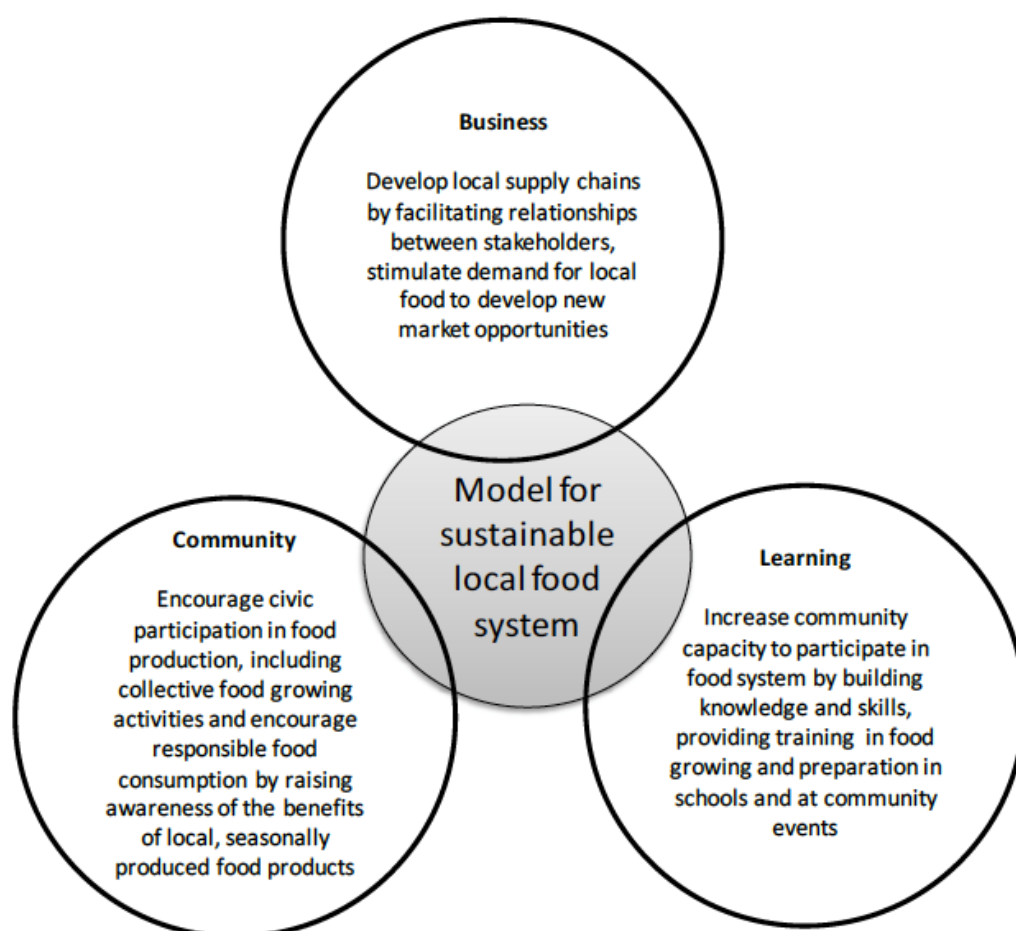 Business
Develop local supply chains
by facilitating relationships
between stakeholders,
stimulate demand for local
food to develop new
market opportunities
Model for
sustainable
local food
system
Community
Encourage civic
participation in food
production, including
collective food growing
activities and encourage
responsible food
consumption by raising
awareness of the benefits
of local, seasonally
produced food products
Learning
Increase community
capacity to participate in
food system by building
knowledge and skills,
providing training in food
growing and preparation in
schools and at community
events